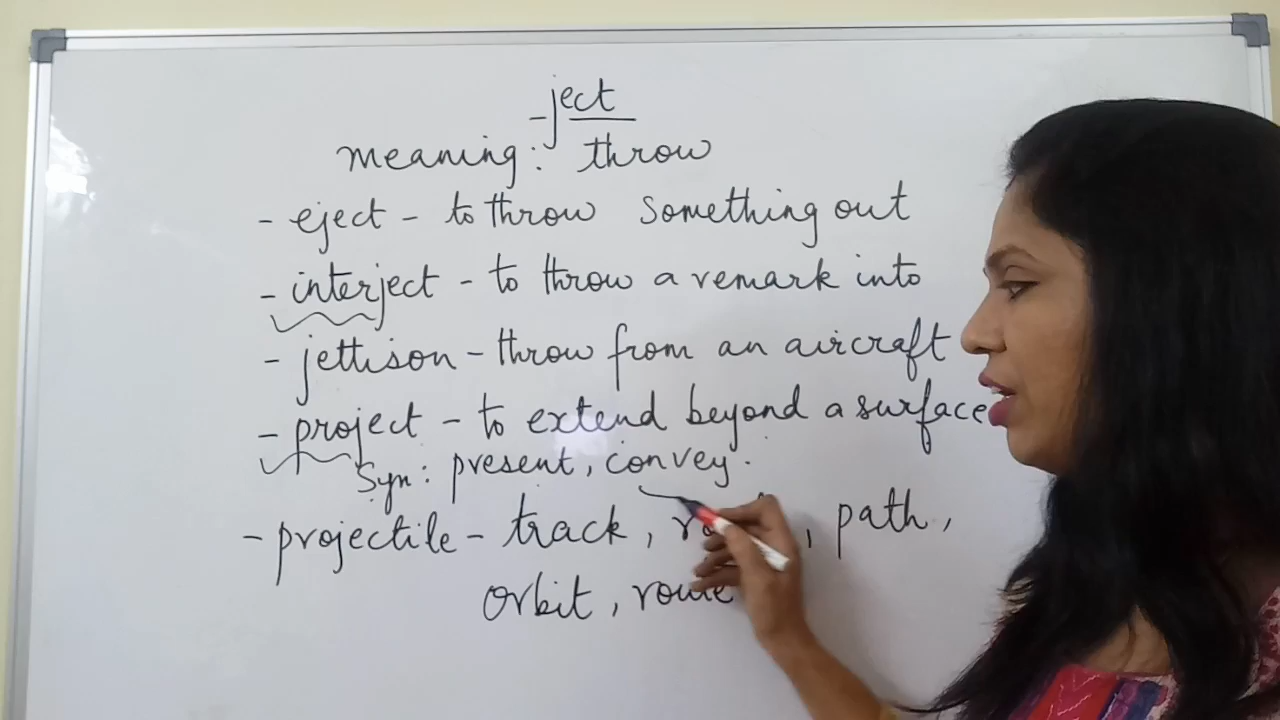 -ject
meaning: throw
- eject - to throw something out
- interject - to throw a remark into
- jettison - throw from an aircraft
- project - to extend beyond a surface
Syn: present, convey.
- projectile - track, , path,
orbit, route